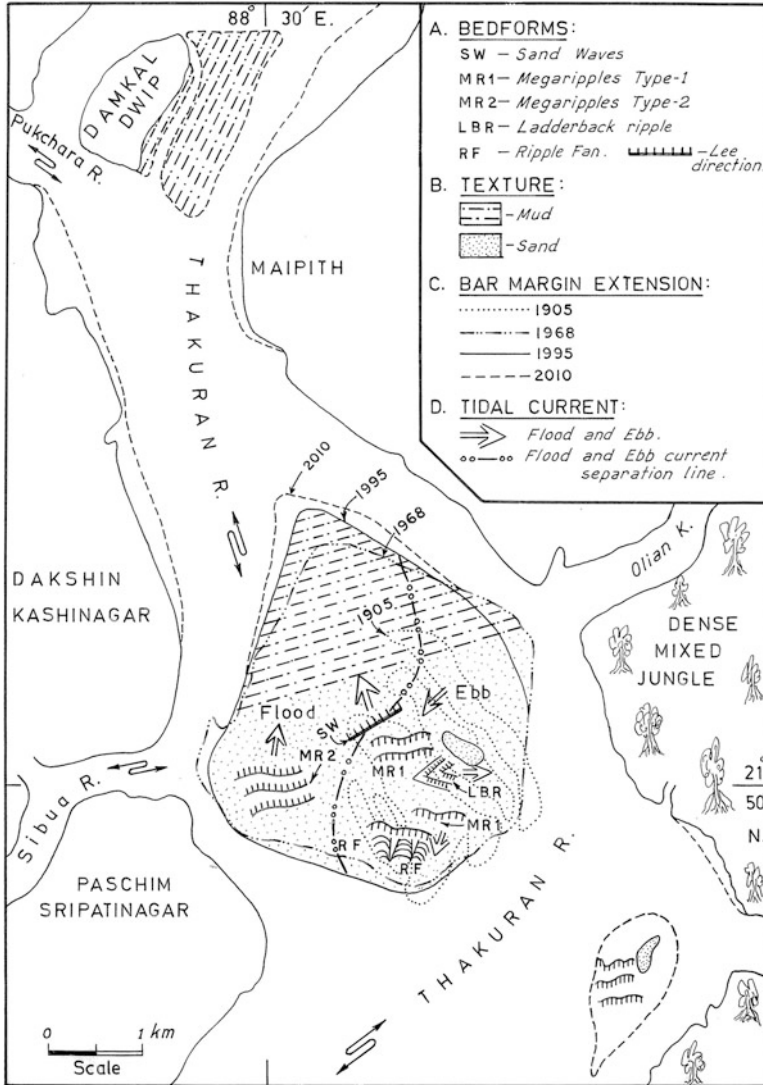 88° 30 E.
A. BEDFORMS:
SW – Sand Waves
MR1 – Megaripples Type-1
MR2 – Megaripples Type-2
LBR – Ladderback ripple
RF – Ripple Fan. – Lee direction
B. TEXTURE:
– Mud
– Sand
C. BAR MARGIN EXTENSION:
1905
1968
1995
2010
D. TIDAL CURRENT:
Flood and Ebb.
Flood and Ebb current
separation line.
DAMKAL
DWIP
Pukchara R.
MAIPITH
THAKURAN R.
2010
1995
1968
1905
Olian K.
DAKSHIN
KASHINAGAR
DENSE
MIXED
JUNGLE
Flood
Ebb
SW
MR2
MR1
LBR
MR1
RF
RF
21°
50
N.
Sibua R.
PASCHIM
SRIPATINAGAR
THAKURAN R.
0 1 km
Scale